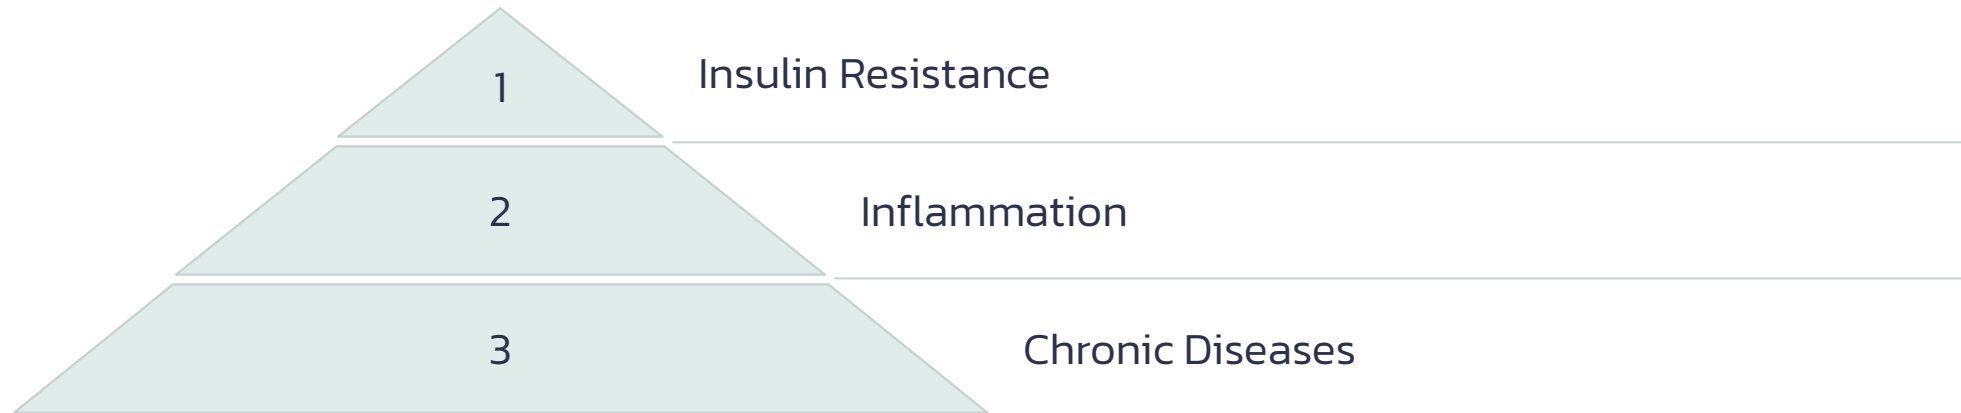 1
Insulin Resistance
2
Inflammation
3
Chronic Diseases